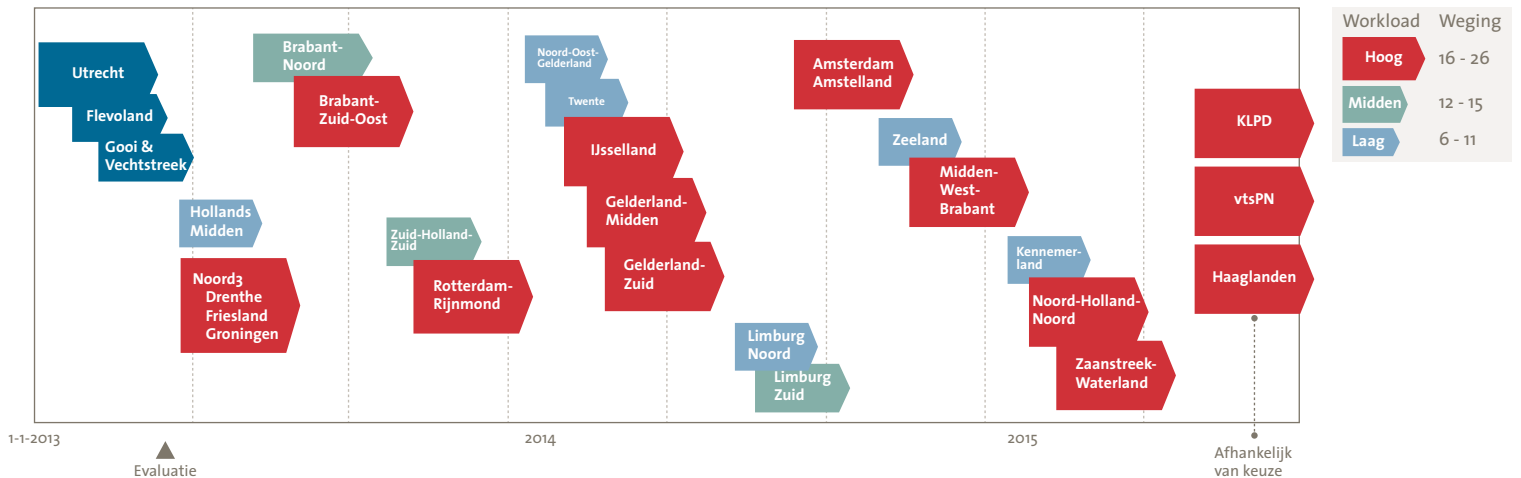 Utrecht
Flevoland
Gooi &
Vechtstreek
Hollands
Midden
Noord3
Drenthe
Friesland
Groningen
Brabant-
Noord
Brabant-
Zuid-Oost
Zuid-Holland-
Zuid
Rotterdam-
Rijnmond
Noord-Oost-
Gelderland
Twente
IJsselland
Gelderland-
Midden
Gelderland-
Zuid
Limburg
Noord
Limburg
Zuid
Amsterdam
Amstelland
Zeeland
Midden-
West-
Brabant
Kennemer-
land
Noord-Holland-
Noord
Zaanstreek-
Waterland
KLPD
vtsPN
Haaglanden
Workload Weging
Hoog 16 - 26
Midden 12 - 15
Laag 6 - 11
1-1-2013 2014 2015
Evaluatie
Afhankelijk
van keuze